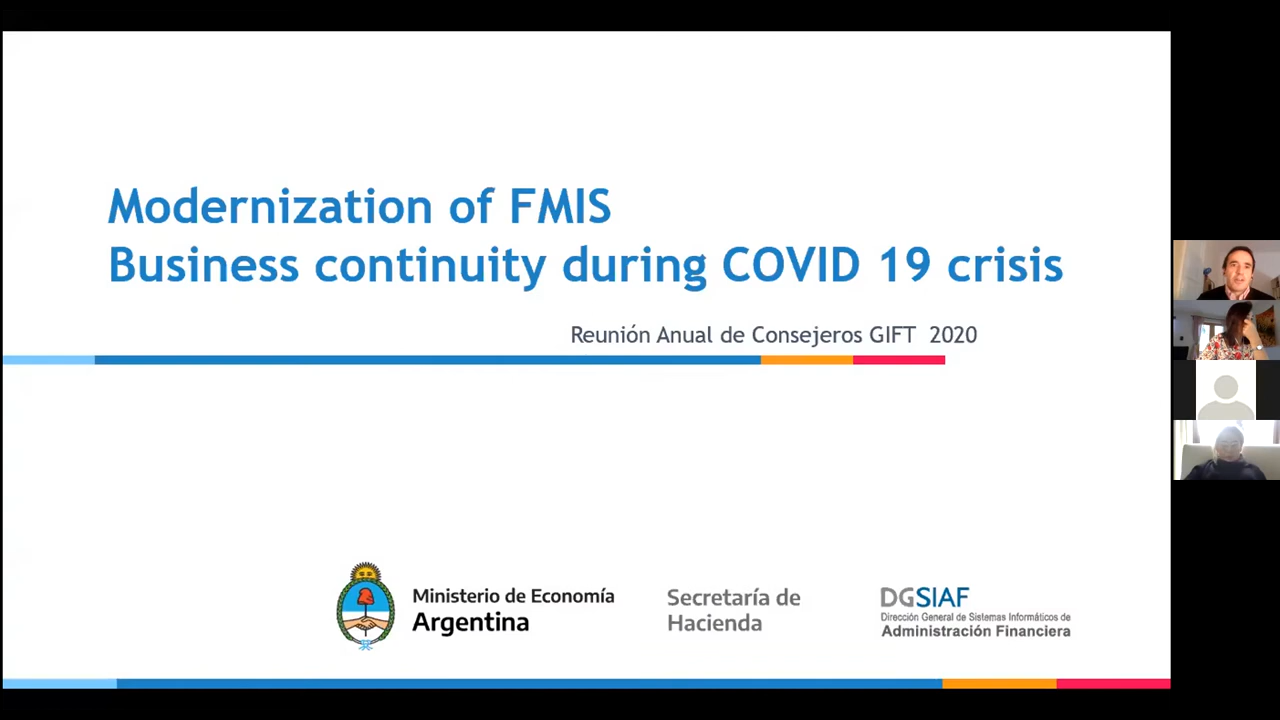 Modernization of FMIS
Business continuity during COVID 19 crisis
Reunión Anual de Consejeros GIFT 2020
Ministerio de Economía
Argentina
Secretaría de
Hacienda
DGSIAF
Dirección General de Sistemas Informáticos de
Administración Financiera